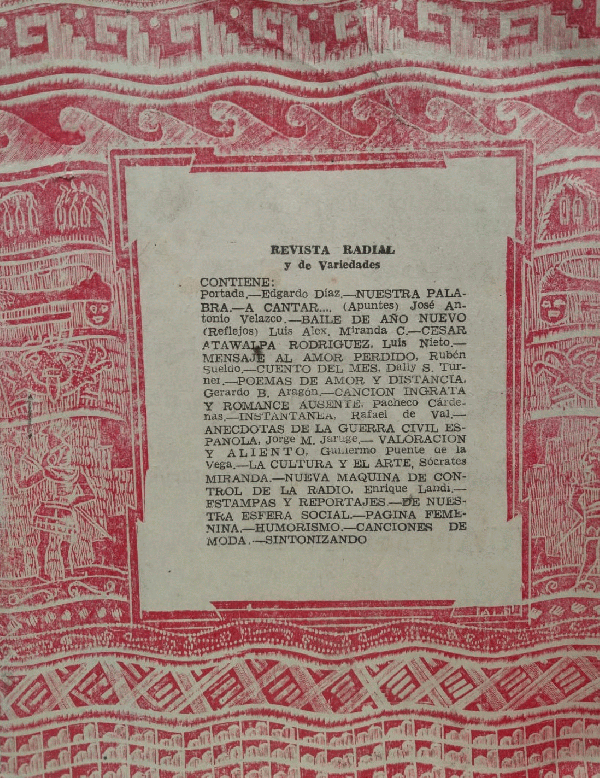 REVISTA RADIAL
y de Variedades
CONTIENE:
Portada,—Edgardo Díaz.—NUESTRA PALA-
BRA.—A CANTAR.... (Apuntes) José An-
tonio Velazco.—BAILE DE AÑO NUEVO
(Reflejos) Luis Alex. Miranda C.—CESAR
ATAWALPA RODRIGUEZ, Luis Nieto.—
MENSAJE AL AMOR PERDIDO, Rubén
Sueldo.—CUENTO DEL MES, Dally S. Tur-
ner.—POEMAS DE AMOR Y DISTANCIA,
Gerardo B. Aragón.—CANCION INGRATA
Y ROMANCE AUSENTE, Pacheco Cárde-
nas.—INSTANTANEA, Rafael de Val,—
ANECDOTAS DE LA GUERRA CIVIL ES-
PAÑOLA, Jorge M. Jaruge,— VALORACION
Y ALIENTO, Guillermo Puente de la
Vega.—LA CULTURA Y EL ARTE, Sócrates
MIRANDA.—NUEVA MAQUINA DE CON-
TROL DE LA RADIO, Enrique Landi,—
ESTAMPAS Y REPORTAJES.—DE NUES-
TRA ESFERA SOCIAL.—PAGINA FEME-
NINA.—HUMORISMO.—CANCIONES DE
MODA.—SINTONIZANDO